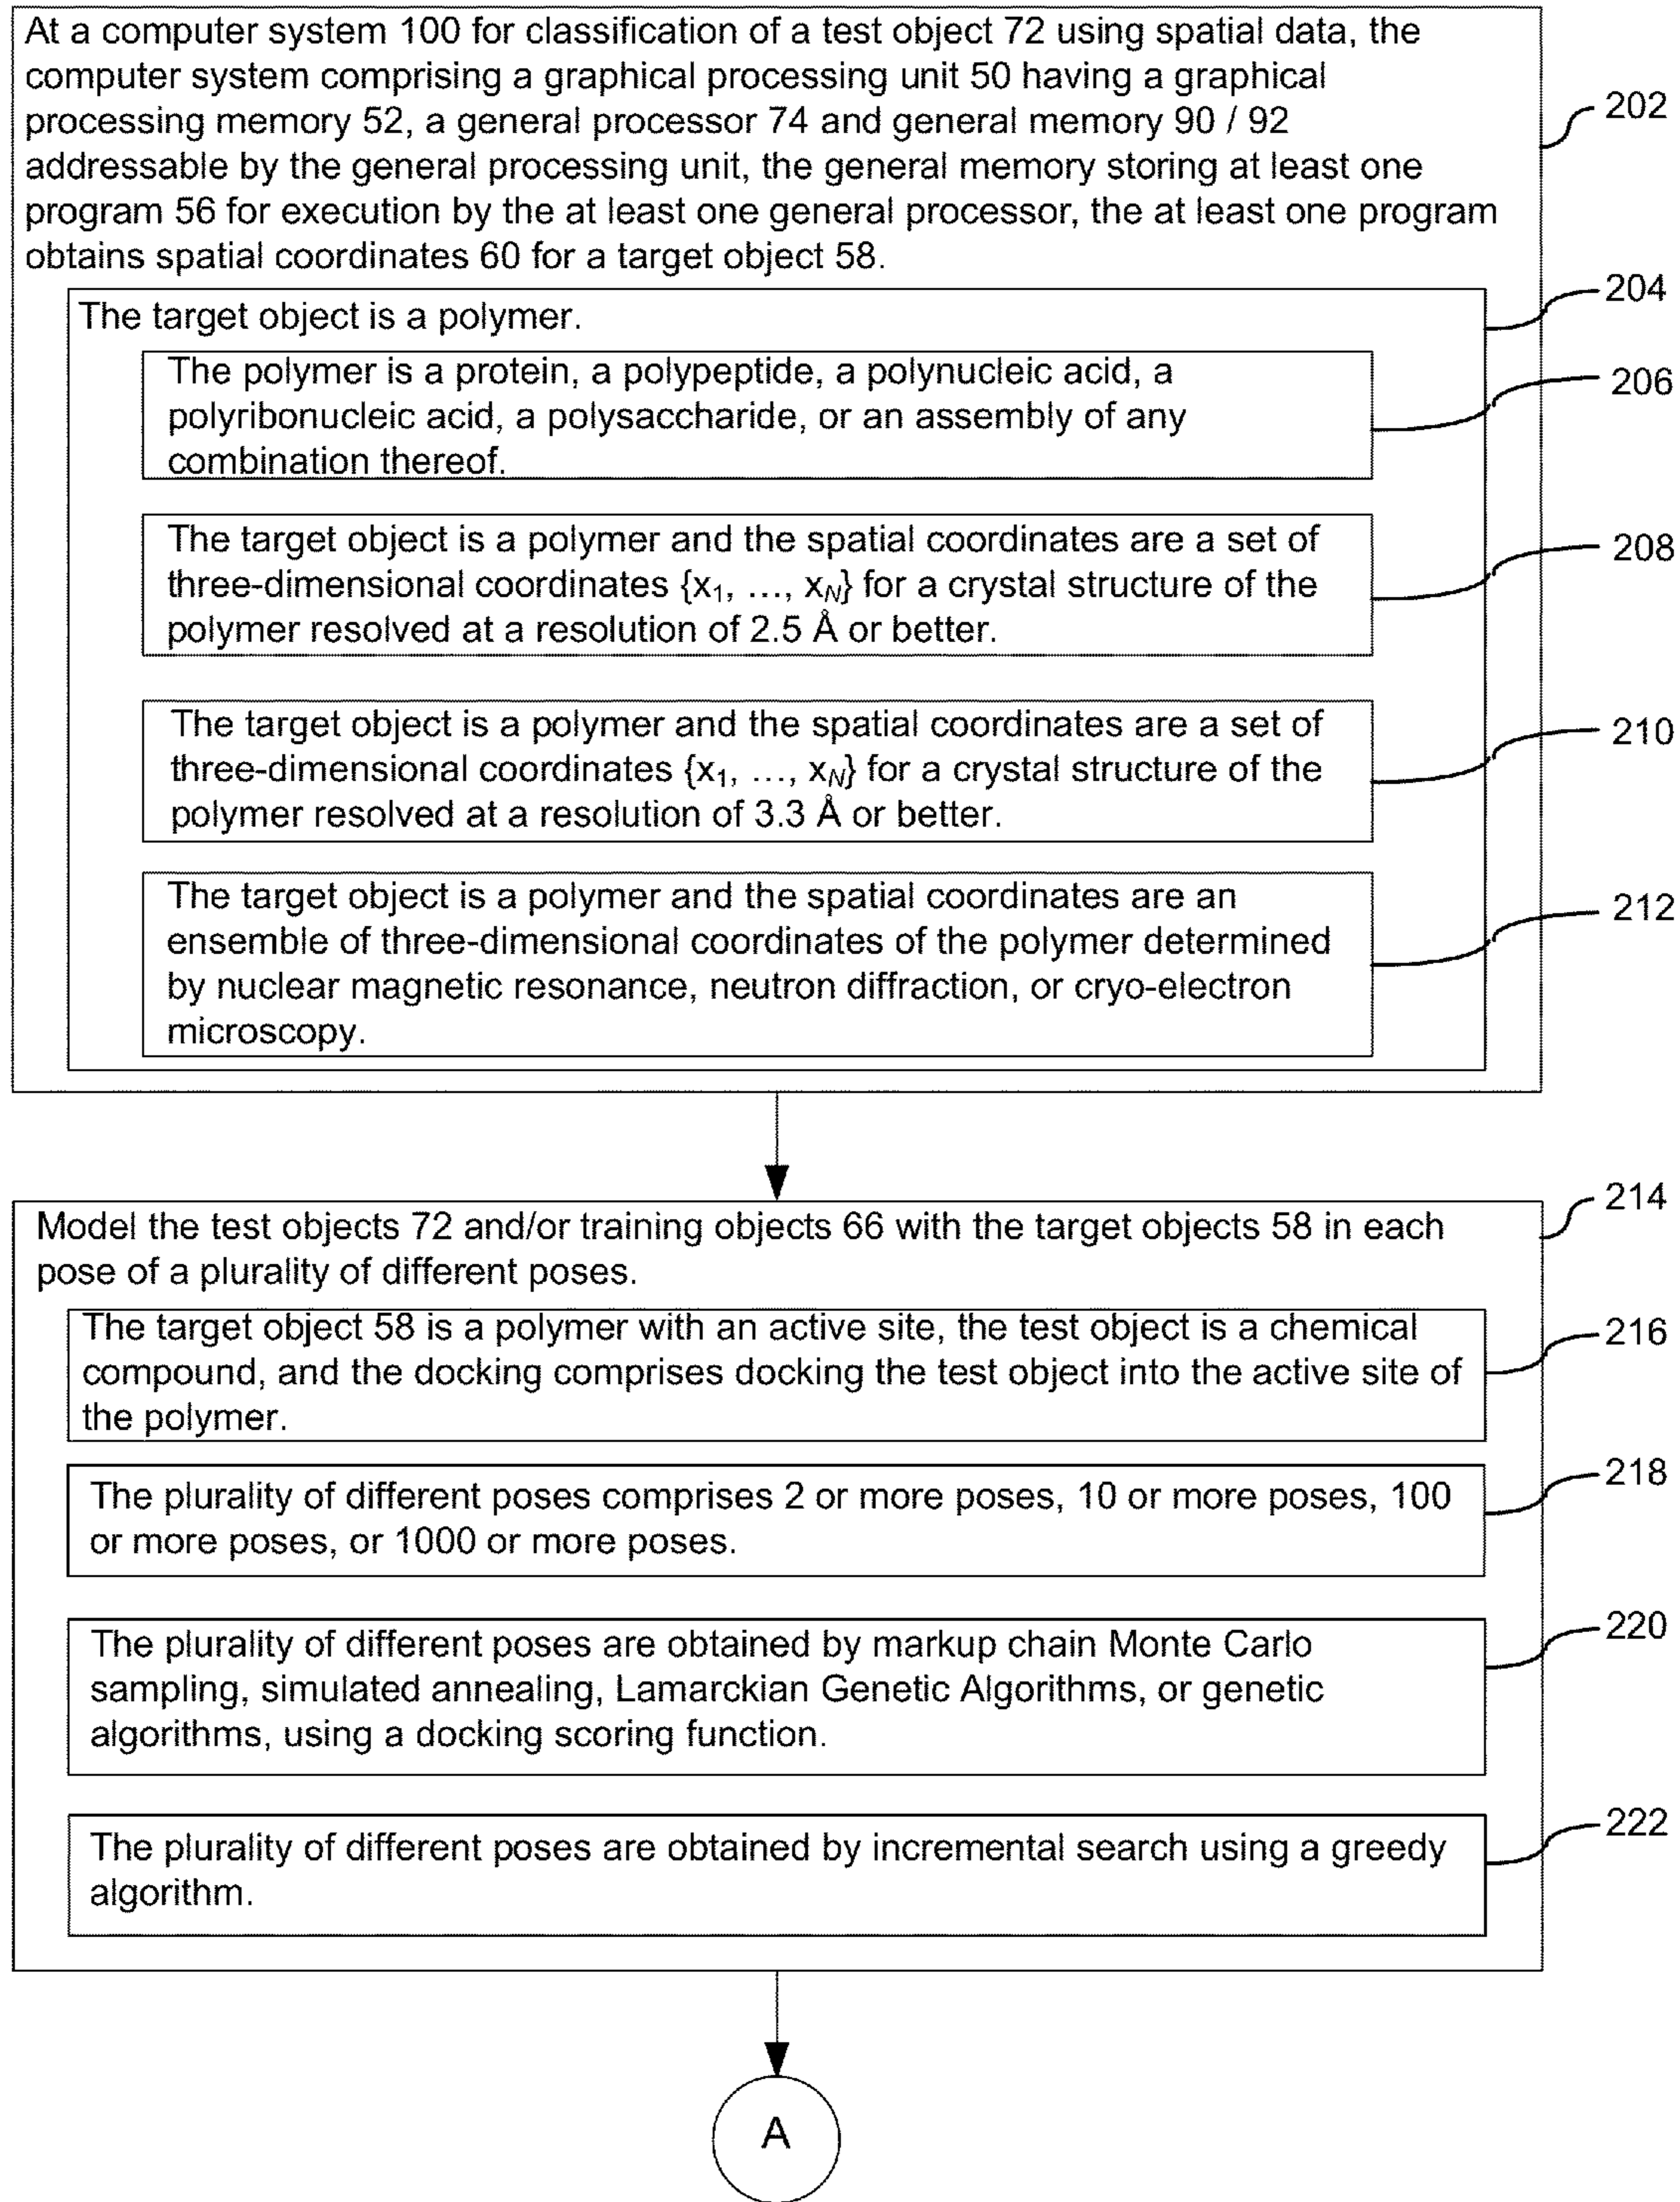 At a computer system 100 for classification of a test object 72 using spatial data, the
computer system comprising a graphical processing unit 50 having a graphical
processing memory 52, a general processor 74 and general memory 90 / 92
addressable by the general processing unit, the general memory storing at least one
program 56 for execution by the at least one general processor, the at least one program
obtains spatial coordinates 60 for a target object 58.
202
The target object is a polymer.
204
The polymer is a protein, a polypeptide, a polynucleic acid, a
polyribonucleic acid, a polysaccharide, or an assembly of any
combination thereof.
206
The target object is a polymer and the spatial coordinates are a set of
three-dimensional coordinates {x₁, …, x_N} for a crystal structure of the
polymer resolved at a resolution of 2.5 Å or better.
208
The target object is a polymer and the spatial coordinates are a set of
three-dimensional coordinates {x₁, …, x_N} for a crystal structure of the
polymer resolved at a resolution of 3.3 Å or better.
210
The target object is a polymer and the spatial coordinates are an
ensemble of three-dimensional coordinates of the polymer determined
by nuclear magnetic resonance, neutron diffraction, or cryo-electron
microscopy.
212
Model the test objects 72 and/or training objects 66 with the target objects 58 in each
pose of a plurality of different poses.
214
The target object 58 is a polymer with an active site, the test object is a chemical
compound, and the docking comprises docking the test object into the active site of
the polymer.
216
The plurality of different poses comprises 2 or more poses, 10 or more poses, 100
or more poses, or 1000 or more poses.
218
The plurality of different poses are obtained by markup chain Monte Carlo
sampling, simulated annealing, Lamarckian Genetic Algorithms, or genetic
algorithms, using a docking scoring function.
220
The plurality of different poses are obtained by incremental search using a greedy
algorithm.
222
A